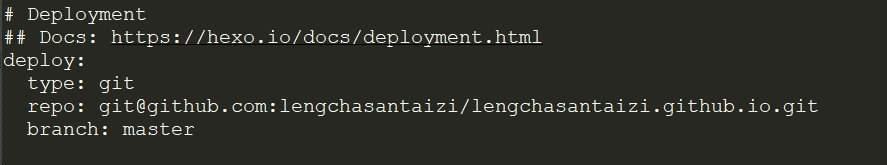 # Deployment
## Docs: https://hexo.io/docs/deployment.html
deploy:
  type: git
  repo: git@github.com:lengchasantaizi/lengchasantaizi.github.io.git
  branch: master